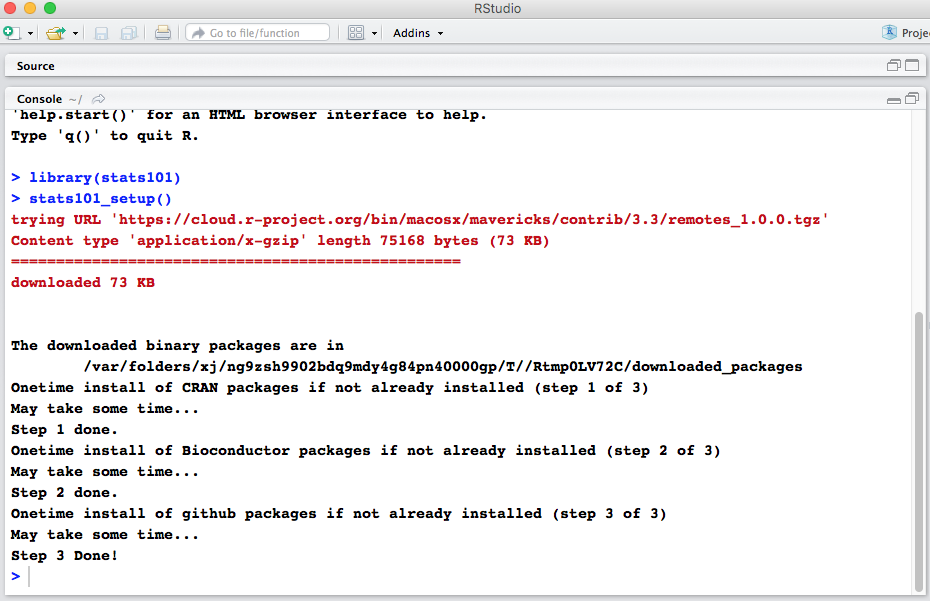 RStudio
Go to file/function
Addins
Proje
Source
Console ~/
'help.start()' for an HTML browser interface to help.
Type 'q()' to quit R.
> library(stats101)
> stats101_setup()
trying URL 'https://cloud.r-project.org/bin/macosx/mavericks/contrib/3.3/remotes_1.0.0.tgz'
Content type 'application/x-gzip' length 75168 bytes (73 KB)
==================================================
downloaded 73 KB
The downloaded binary packages are in
/var/folders/xj/ng9zsh9902bdq9mdy4g84pn40000gp/T//Rtmp0LV72C/downloaded_packages
Onetime install of CRAN packages if not already installed (step 1 of 3)
May take some time...
Step 1 done.
Onetime install of Bioconductor packages if not already installed (step 2 of 3)
May take some time...
Step 2 done.
Onetime install of github packages if not already installed (step 3 of 3)
May take some time...
Step 3 Done!
>